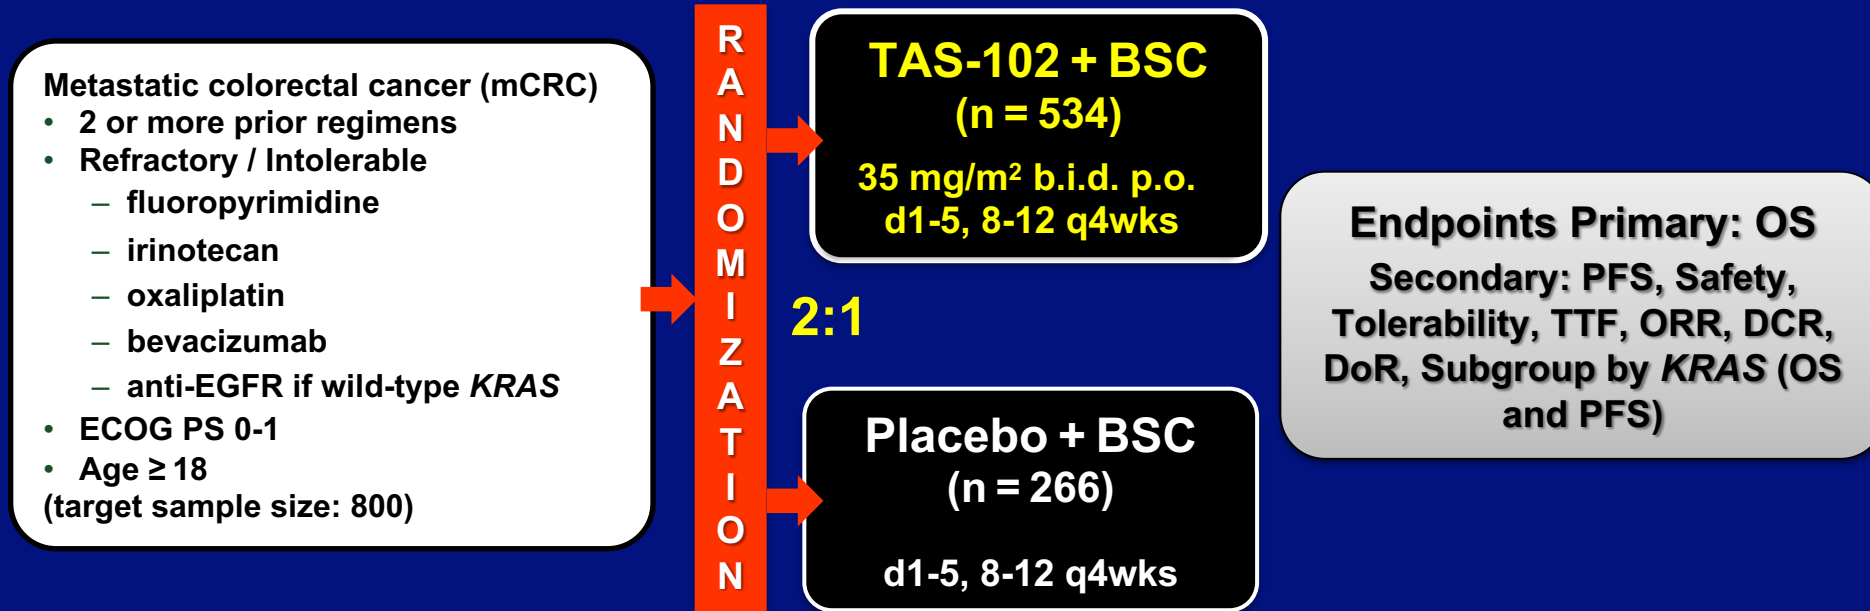 Metastatic colorectal cancer (mCRC)
• 2 or more prior regimens
• Refractory / Intolerable
– fluoropyrimidine
– irinotecan
– oxaliplatin
– bevacizumab
– anti-EGFR if wild-type KRAS
• ECOG PS 0-1
• Age ≥ 18
(target sample size: 800)
RANDOMIZATION
TAS-102 + BSC
(n = 534)
35 mg/m² b.i.d. p.o.
d1-5, 8-12 q4wks
2:1
Placebo + BSC
(n = 266)
d1-5, 8-12 q4wks
Endpoints Primary: OS
Secondary: PFS, Safety,
Tolerability, TTF, ORR, DCR,
DoR, Subgroup by KRAS (OS
and PFS)